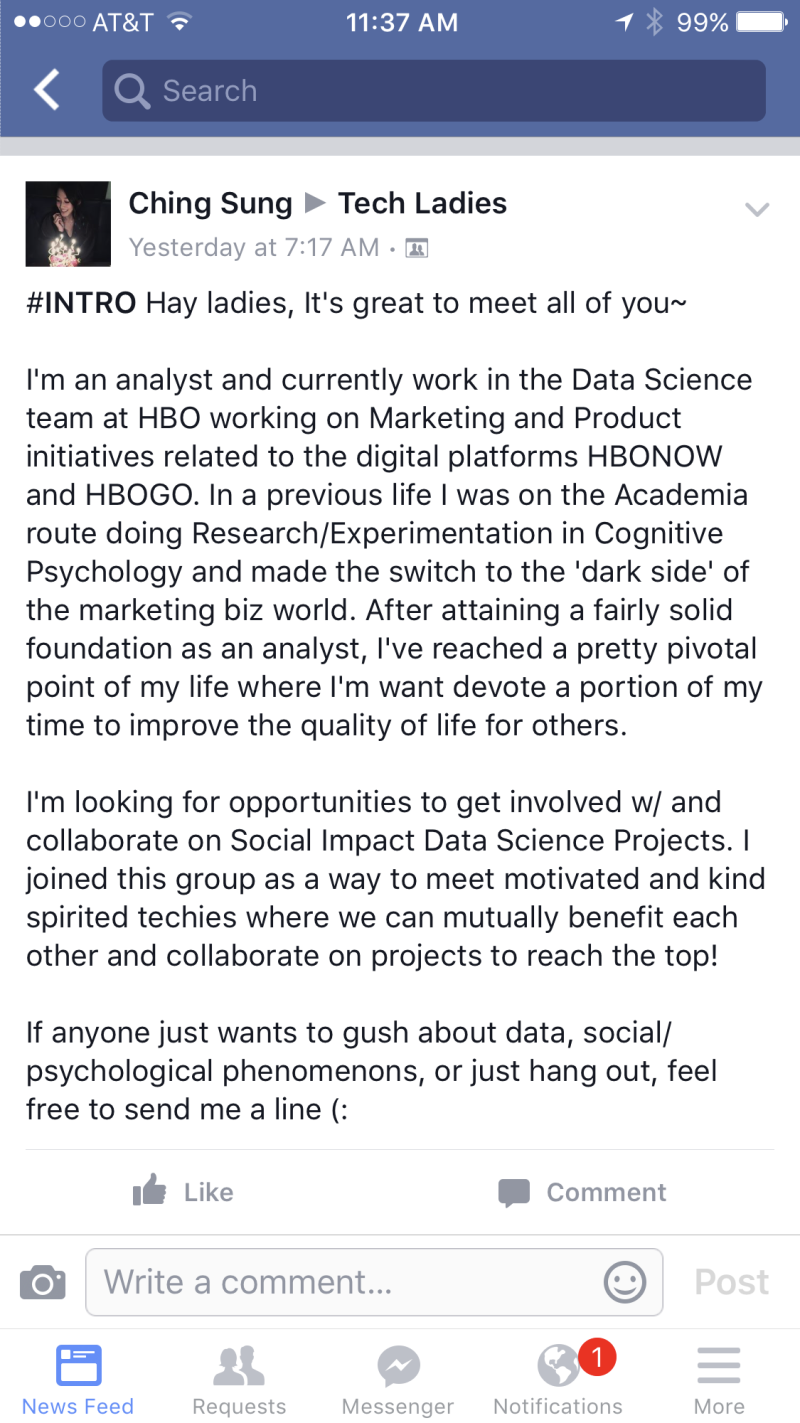 AT&T 11:37 AM 99%
Search
Ching Sung ▶ Tech Ladies
Yesterday at 7:17 AM •
#INTRO Hay ladies, It's great to meet all of you~
I'm an analyst and currently work in the Data Science
team at HBO working on Marketing and Product
initiatives related to the digital platforms HBONOW
and HBOGO. In a previous life I was on the Academia
route doing Research/Experimentation in Cognitive
Psychology and made the switch to the 'dark side' of
the marketing biz world. After attaining a fairly solid
foundation as an analyst, I've reached a pretty pivotal
point of my life where I'm want devote a portion of my
time to improve the quality of life for others.
I'm looking for opportunities to get involved w/ and
collaborate on Social Impact Data Science Projects. I
joined this group as a way to meet motivated and kind
spirited techies where we can mutually benefit each
other and collaborate on projects to reach the top!
If anyone just wants to gush about data, social/
psychological phenomenons, or just hang out, feel
free to send me a line (:
Like Comment
Write a comment... Post
1
News Feed Requests Messenger Notifications More